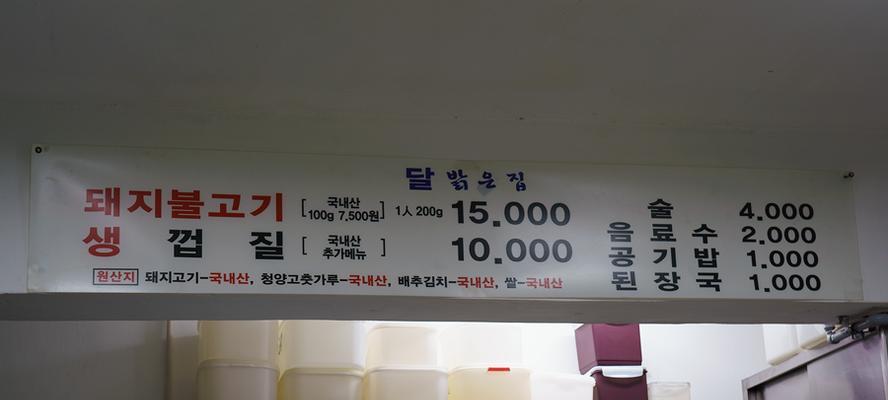 달 밝은집
돼지불고기 [국내산 100g 7,500원] 1人 200g 15.000
생 껍 질 [국내산 추가메뉴] 10.000
술 4.000
음 료 수 2.000
공 기 밥 1.000
된 장 국 1.000
원산지 돼지고기-국내산, 청양고춧가루-국내산, 배추김치-국내산, 쌀-국내산